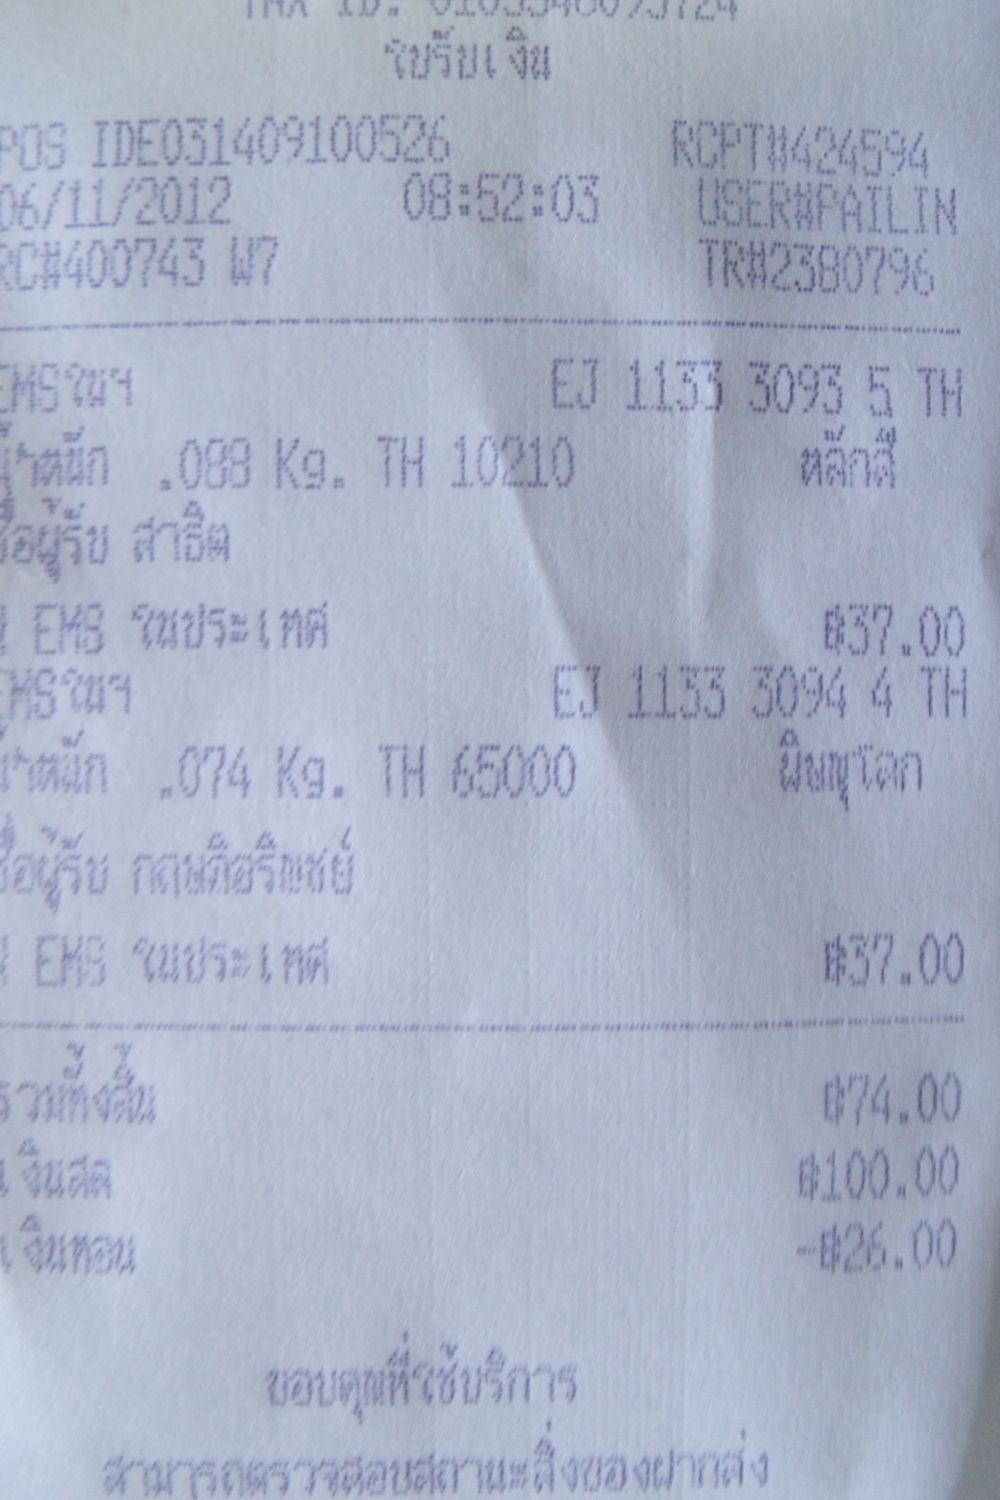 ใบรับเงิน
POS IDE031409100526 RCPT#424594
06/11/2012 08:52:03 USER#PAILIN
RC#400743 W7 TR#2380796
EMSในฯ EJ 1133 3093 5 TH
น้ำหนัก .088 Kg. TH 10210 หลักสี่
ชื่อผู้รับ สาธิต
N EMS ในประเทศ ฿37.00
EMSในฯ EJ 1133 3094 4 TH
น้ำหนัก .074 Kg. TH 65000 พิษณุโลก
ชื่อผู้รับ
N EMS ในประเทศ ฿37.00
รวมทั้งสิ้น ฿74.00
เงินสด ฿100.00
เงินทอน -฿26.00
ขอบคุณที่ใช้บริการ
สามารถตรวจสอบสถานะสิ่งของฝากส่ง